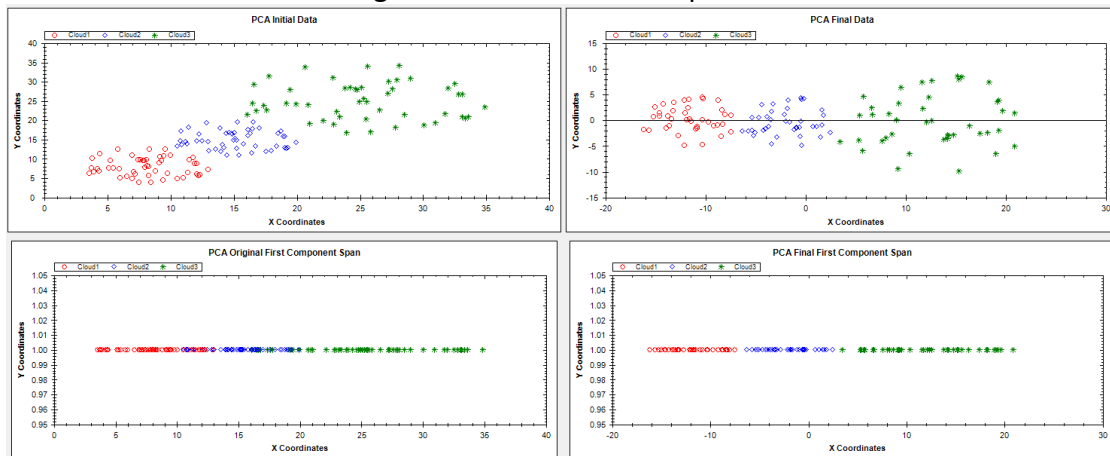 PCA Initial Data
Cloud1 Cloud2 Cloud3
Y Coordinates
40
35
30
25
20
15
10
5
0
0 10 20 30 40
X Coordinates
PCA Final Data
Cloud1 Cloud2 Cloud3
Y Coordinates
15
10
5
0
-5
-10
-15
-20 -10 0 10 20 30
X Coordinates
PCA Original First Component Span
Cloud1 Cloud2 Cloud3
Y Coordinates
1.05
1.04
1.03
1.02
1.01
1.00
0.99
0.98
0.97
0.96
0.95
0 5 10 15 20 25 30 35 40
X Coordinates
PCA Final First Component Span
Cloud1 Cloud2 Cloud3
Y Coordinates
1.05
1.04
1.03
1.02
1.01
1.00
0.99
0.98
0.97
0.96
0.95
-20 -10 0 10 20 30
X Coordinates